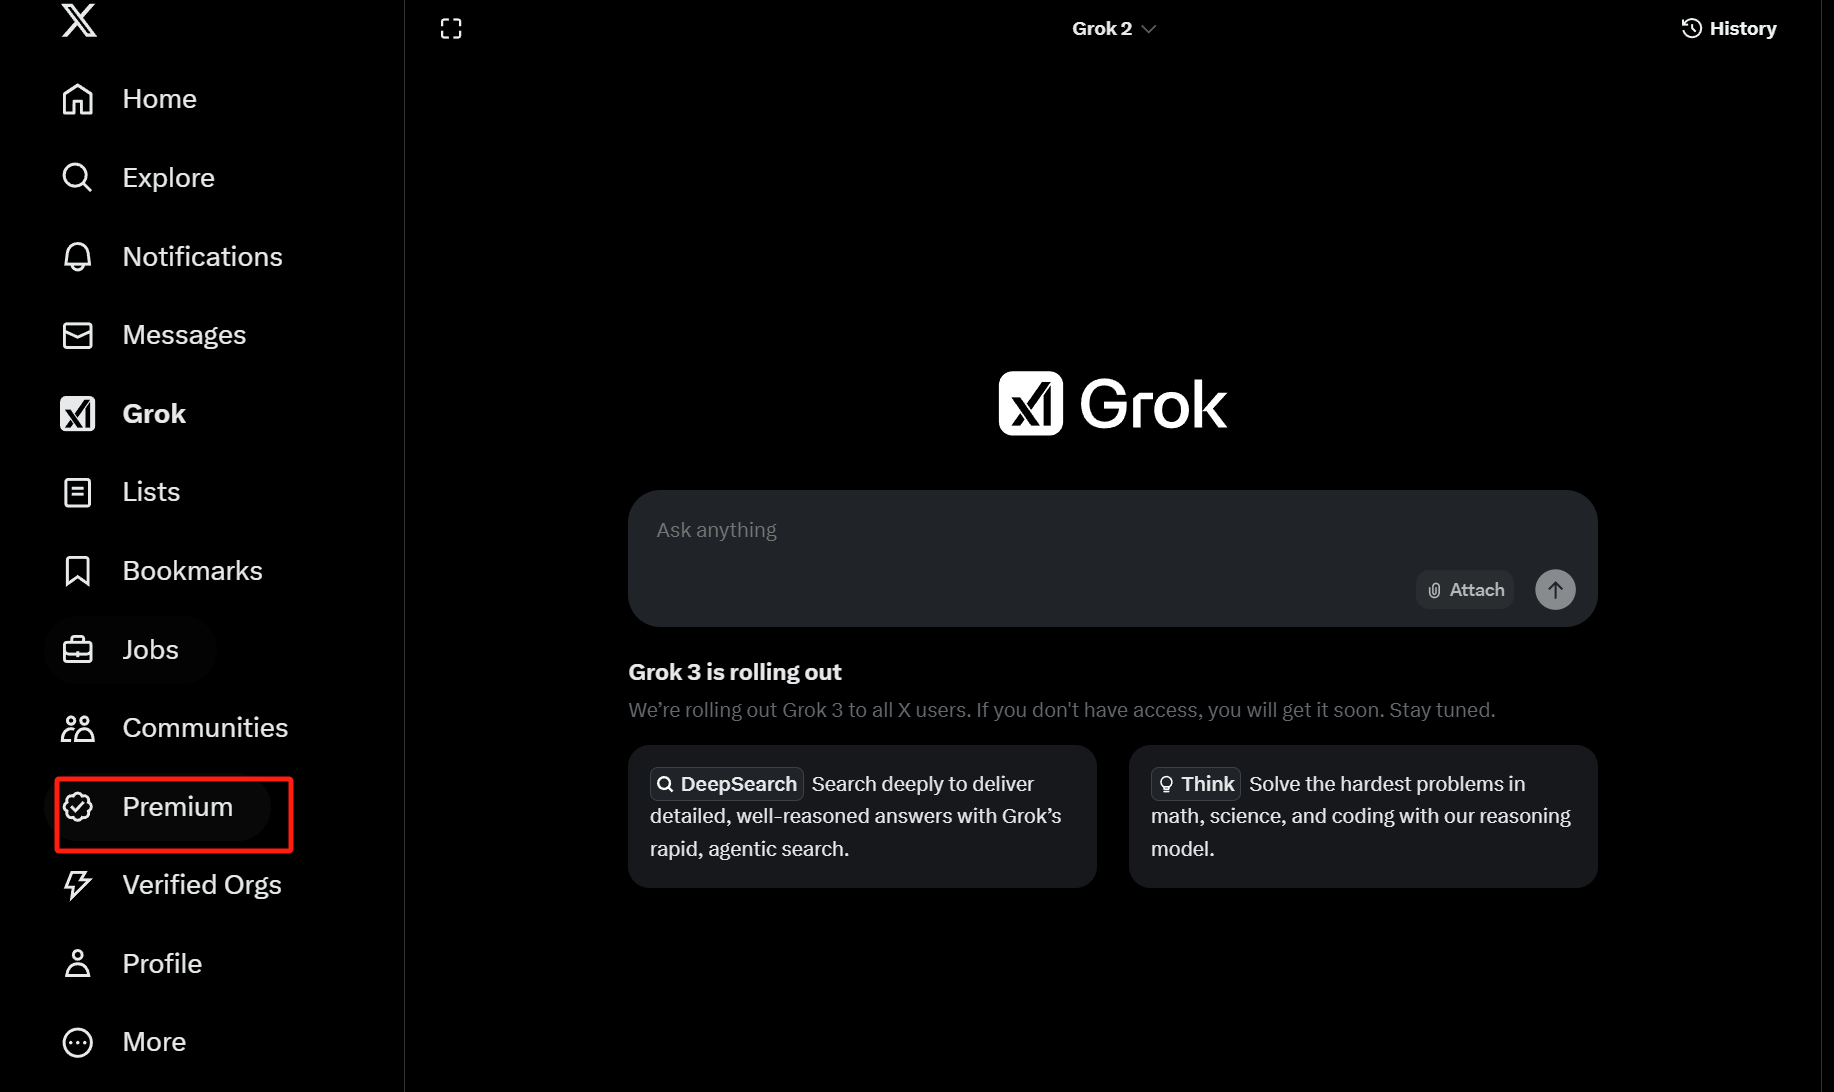 Grok 2
History
Home
Explore
Notifications
Messages
Grok
Lists
Bookmarks
Jobs
Communities
Premium
Verified Orgs
Profile
More
Grok
Ask anything
Attach
Grok 3 is rolling out
We’re rolling out Grok 3 to all X users. If you don't have access, you will get it soon. Stay tuned.
DeepSearch Search deeply to deliver
detailed, well-reasoned answers with Grok’s
rapid, agentic search.
Think Solve the hardest problems in
math, science, and coding with our reasoning
model.